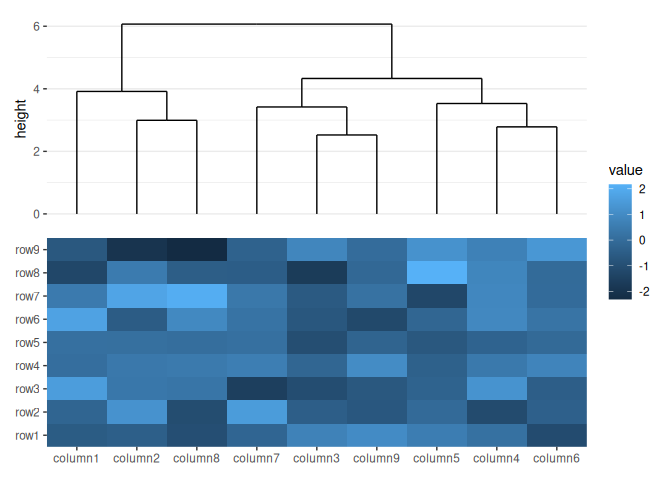 height
6
4
2
0
value
2
1
0
-1
-2
row9
row8
row7
row6
row5
row4
row3
row2
row1
column1 column2 column8 column7 column3 column9 column5 column4 column6